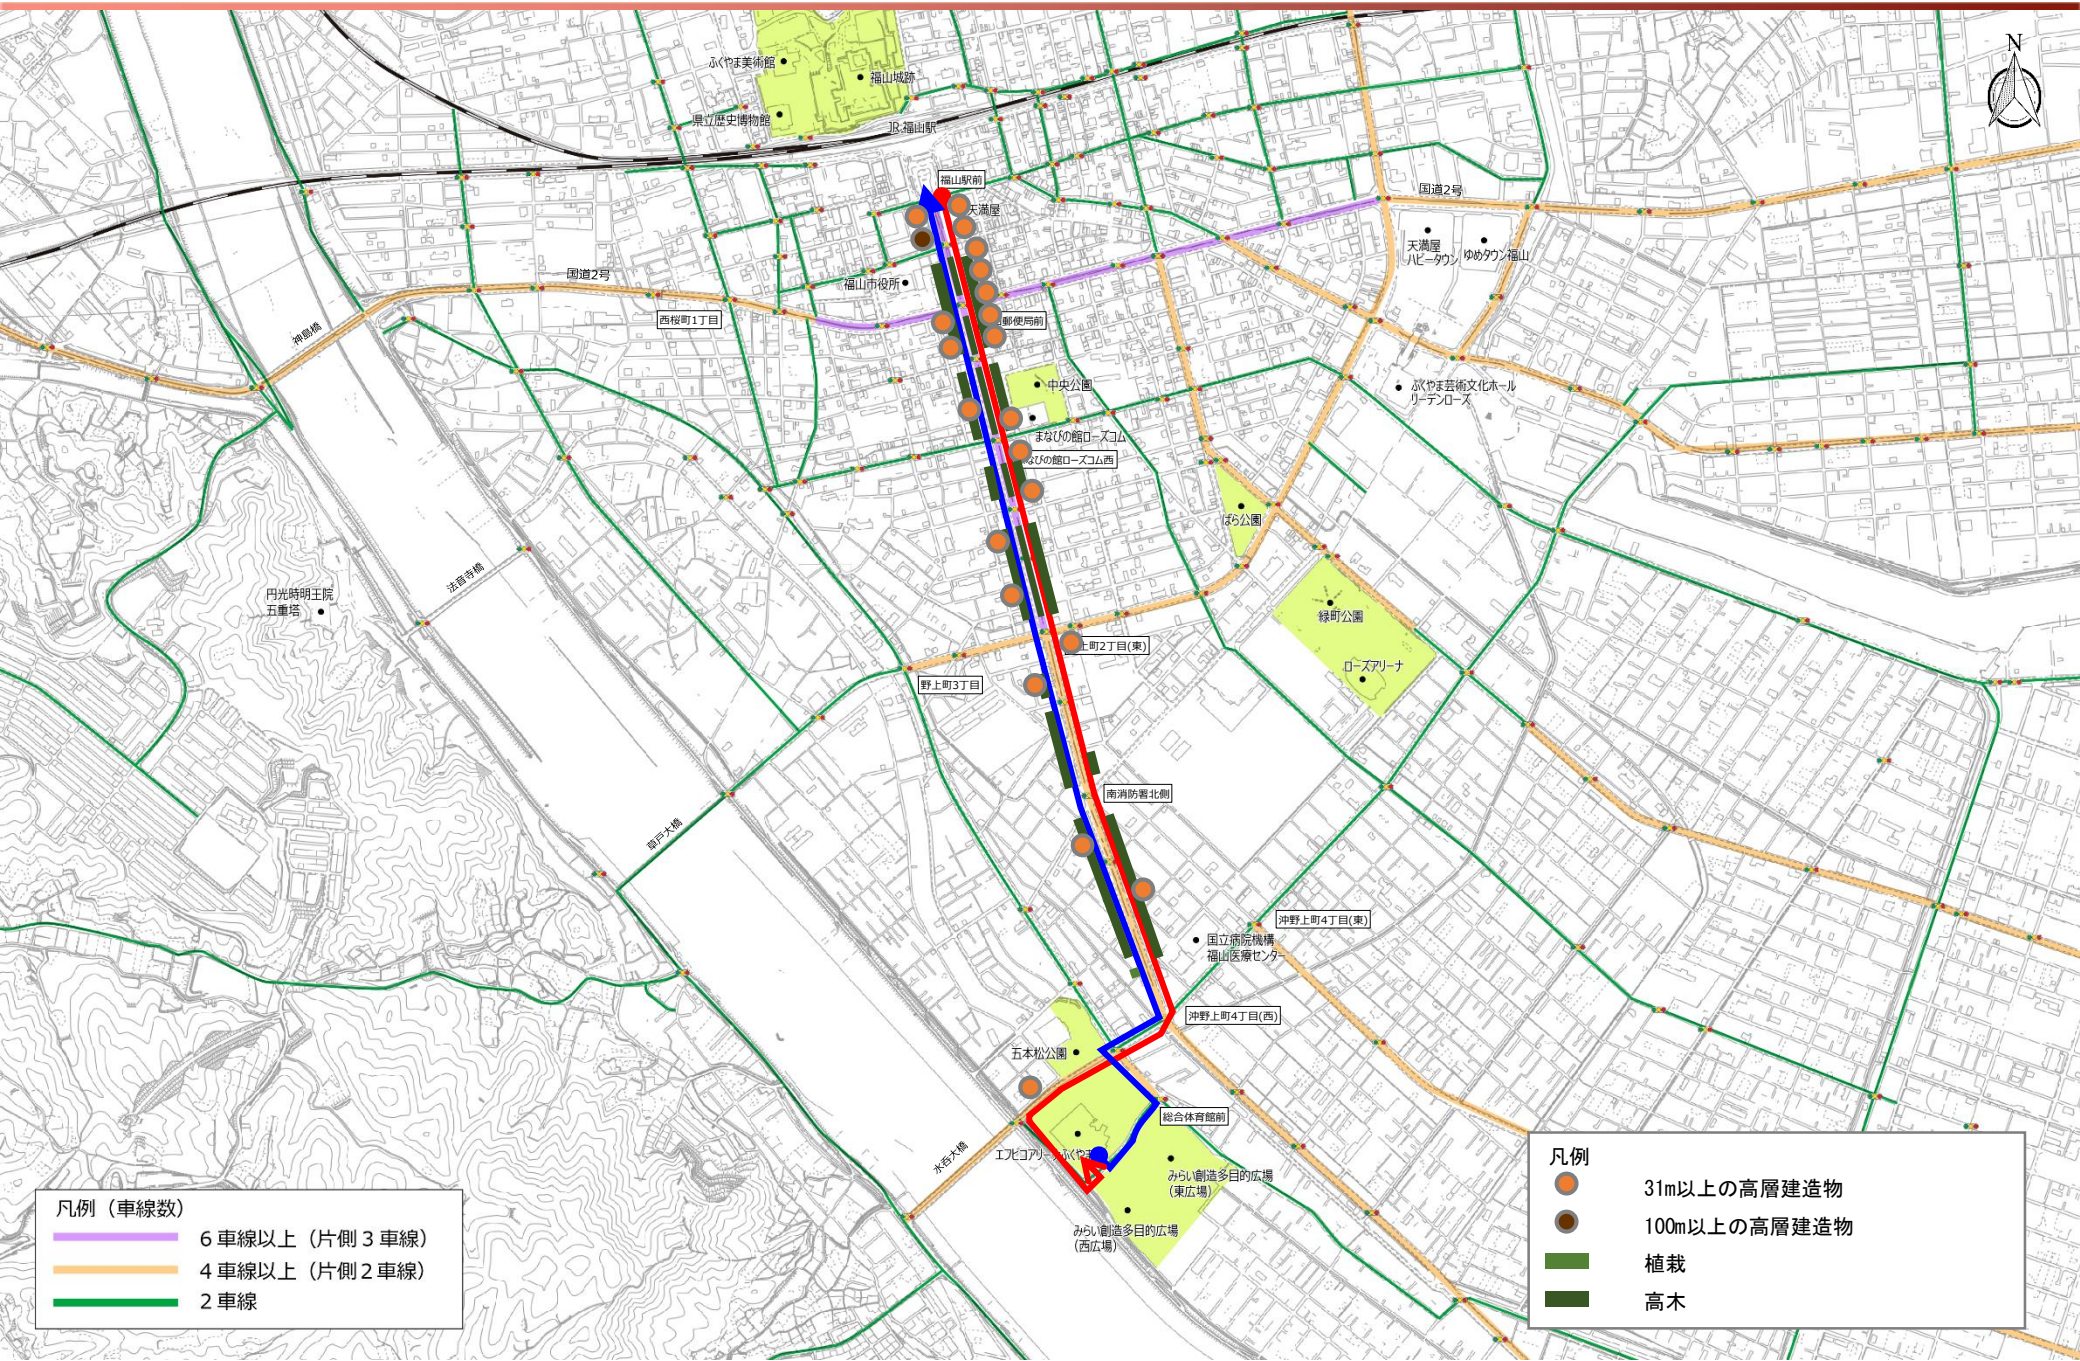 N
ふくやま美術館
福山城跡
県立歴史博物館
JR 福山駅
福山駅前
天満屋
国道2号
天満屋
ハピータウン
ゆめタウン福山
国道2号
福山市役所
西桜町1丁目
郵便局前
神島橋
中央公園
まなびの館ローズコム
なびの館ローズコム西
ふくやま芸術文化ホール
リーデンローズ
ばら公園
法音寺橋
円光時明王院
五重塔
緑町公園
上町2丁目(東)
ローズアリーナ
野上町3丁目
南消防署北側
草戸大橋
沖野上町4丁目(東)
国立病院機構
福山医療センター
沖野上町4丁目(西)
五本松公園
総合体育館前
水呑大橋
エフピコアリーナふくやま
みらい創造多目的広場
(東広場)
みらい創造多目的広場
(西広場)
凡例（車線数）
6車線以上（片側3車線）
4車線以上（片側2車線）
2車線
凡例
31m以上の高層建造物
100m以上の高層建造物
植栽
高木